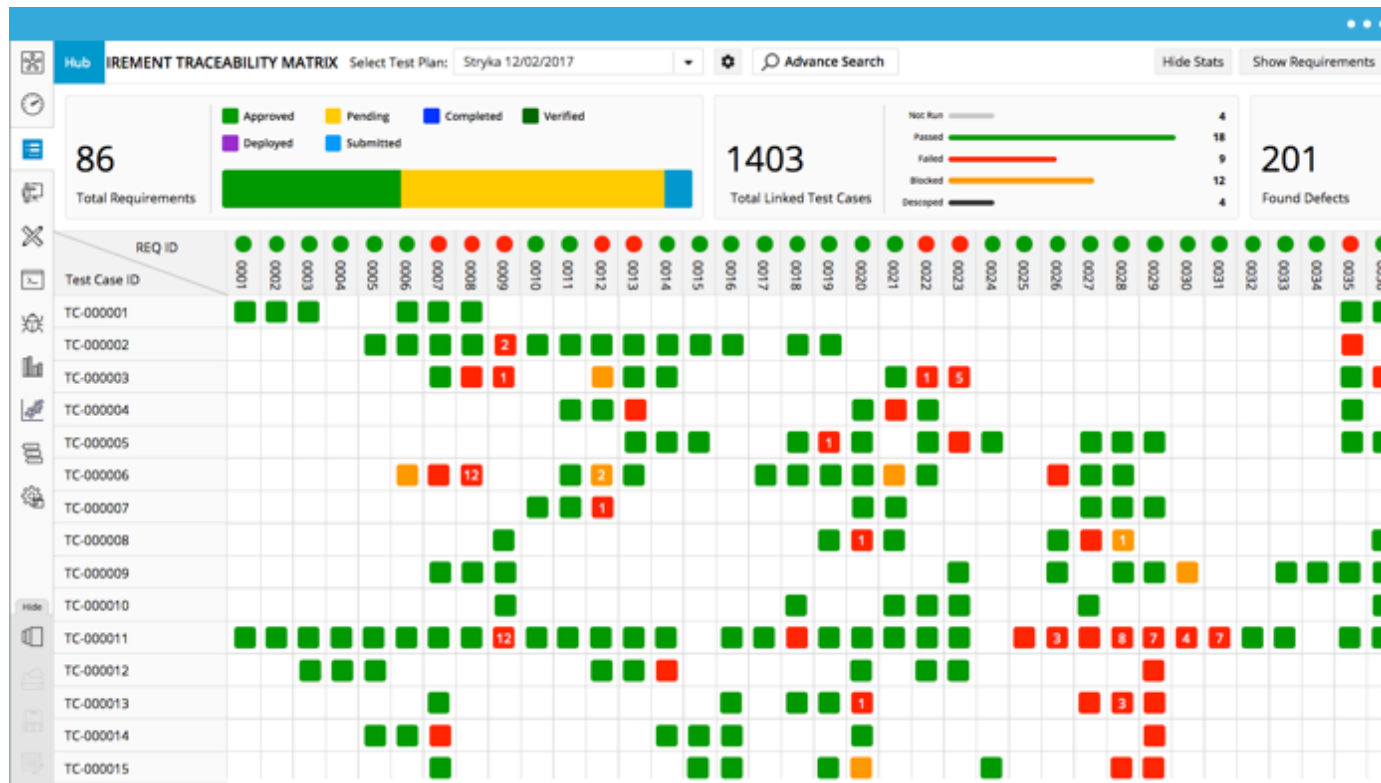 Hub IREMENT TRACEABILITY MATRIX Select Test Plan: Stryka 12/02/2017 Advance Search Hide Stats Show Requirements
Approved Pending Completed Verified
Deployed Submitted
86
Total Requirements
1403
Total Linked Test Cases
Not Run 4
Passed 18
Failed 9
Blocked 12
Descoped 4
201
Found Defects
REQ ID
Test Case ID
0001 0002 0003 0004 0005 0006 0007 0008 0009 0010 0011 0012 0013 0014 0015 0016 0017 0018 0019 0020 0021 0022 0023 0024 0025 0026 0027 0028 0029 0030 0031 0032 0033 0034 0035
TC-000001
TC-000002 2
TC-000003 1 1 5
TC-000004
TC-000005 1
TC-000006 12 2
TC-000007 1
TC-000008 1 1
TC-000009
Hide
TC-000010
TC-000011 12 3 8 7 4 7
TC-000012
TC-000013 1 3
TC-000014
TC-000015